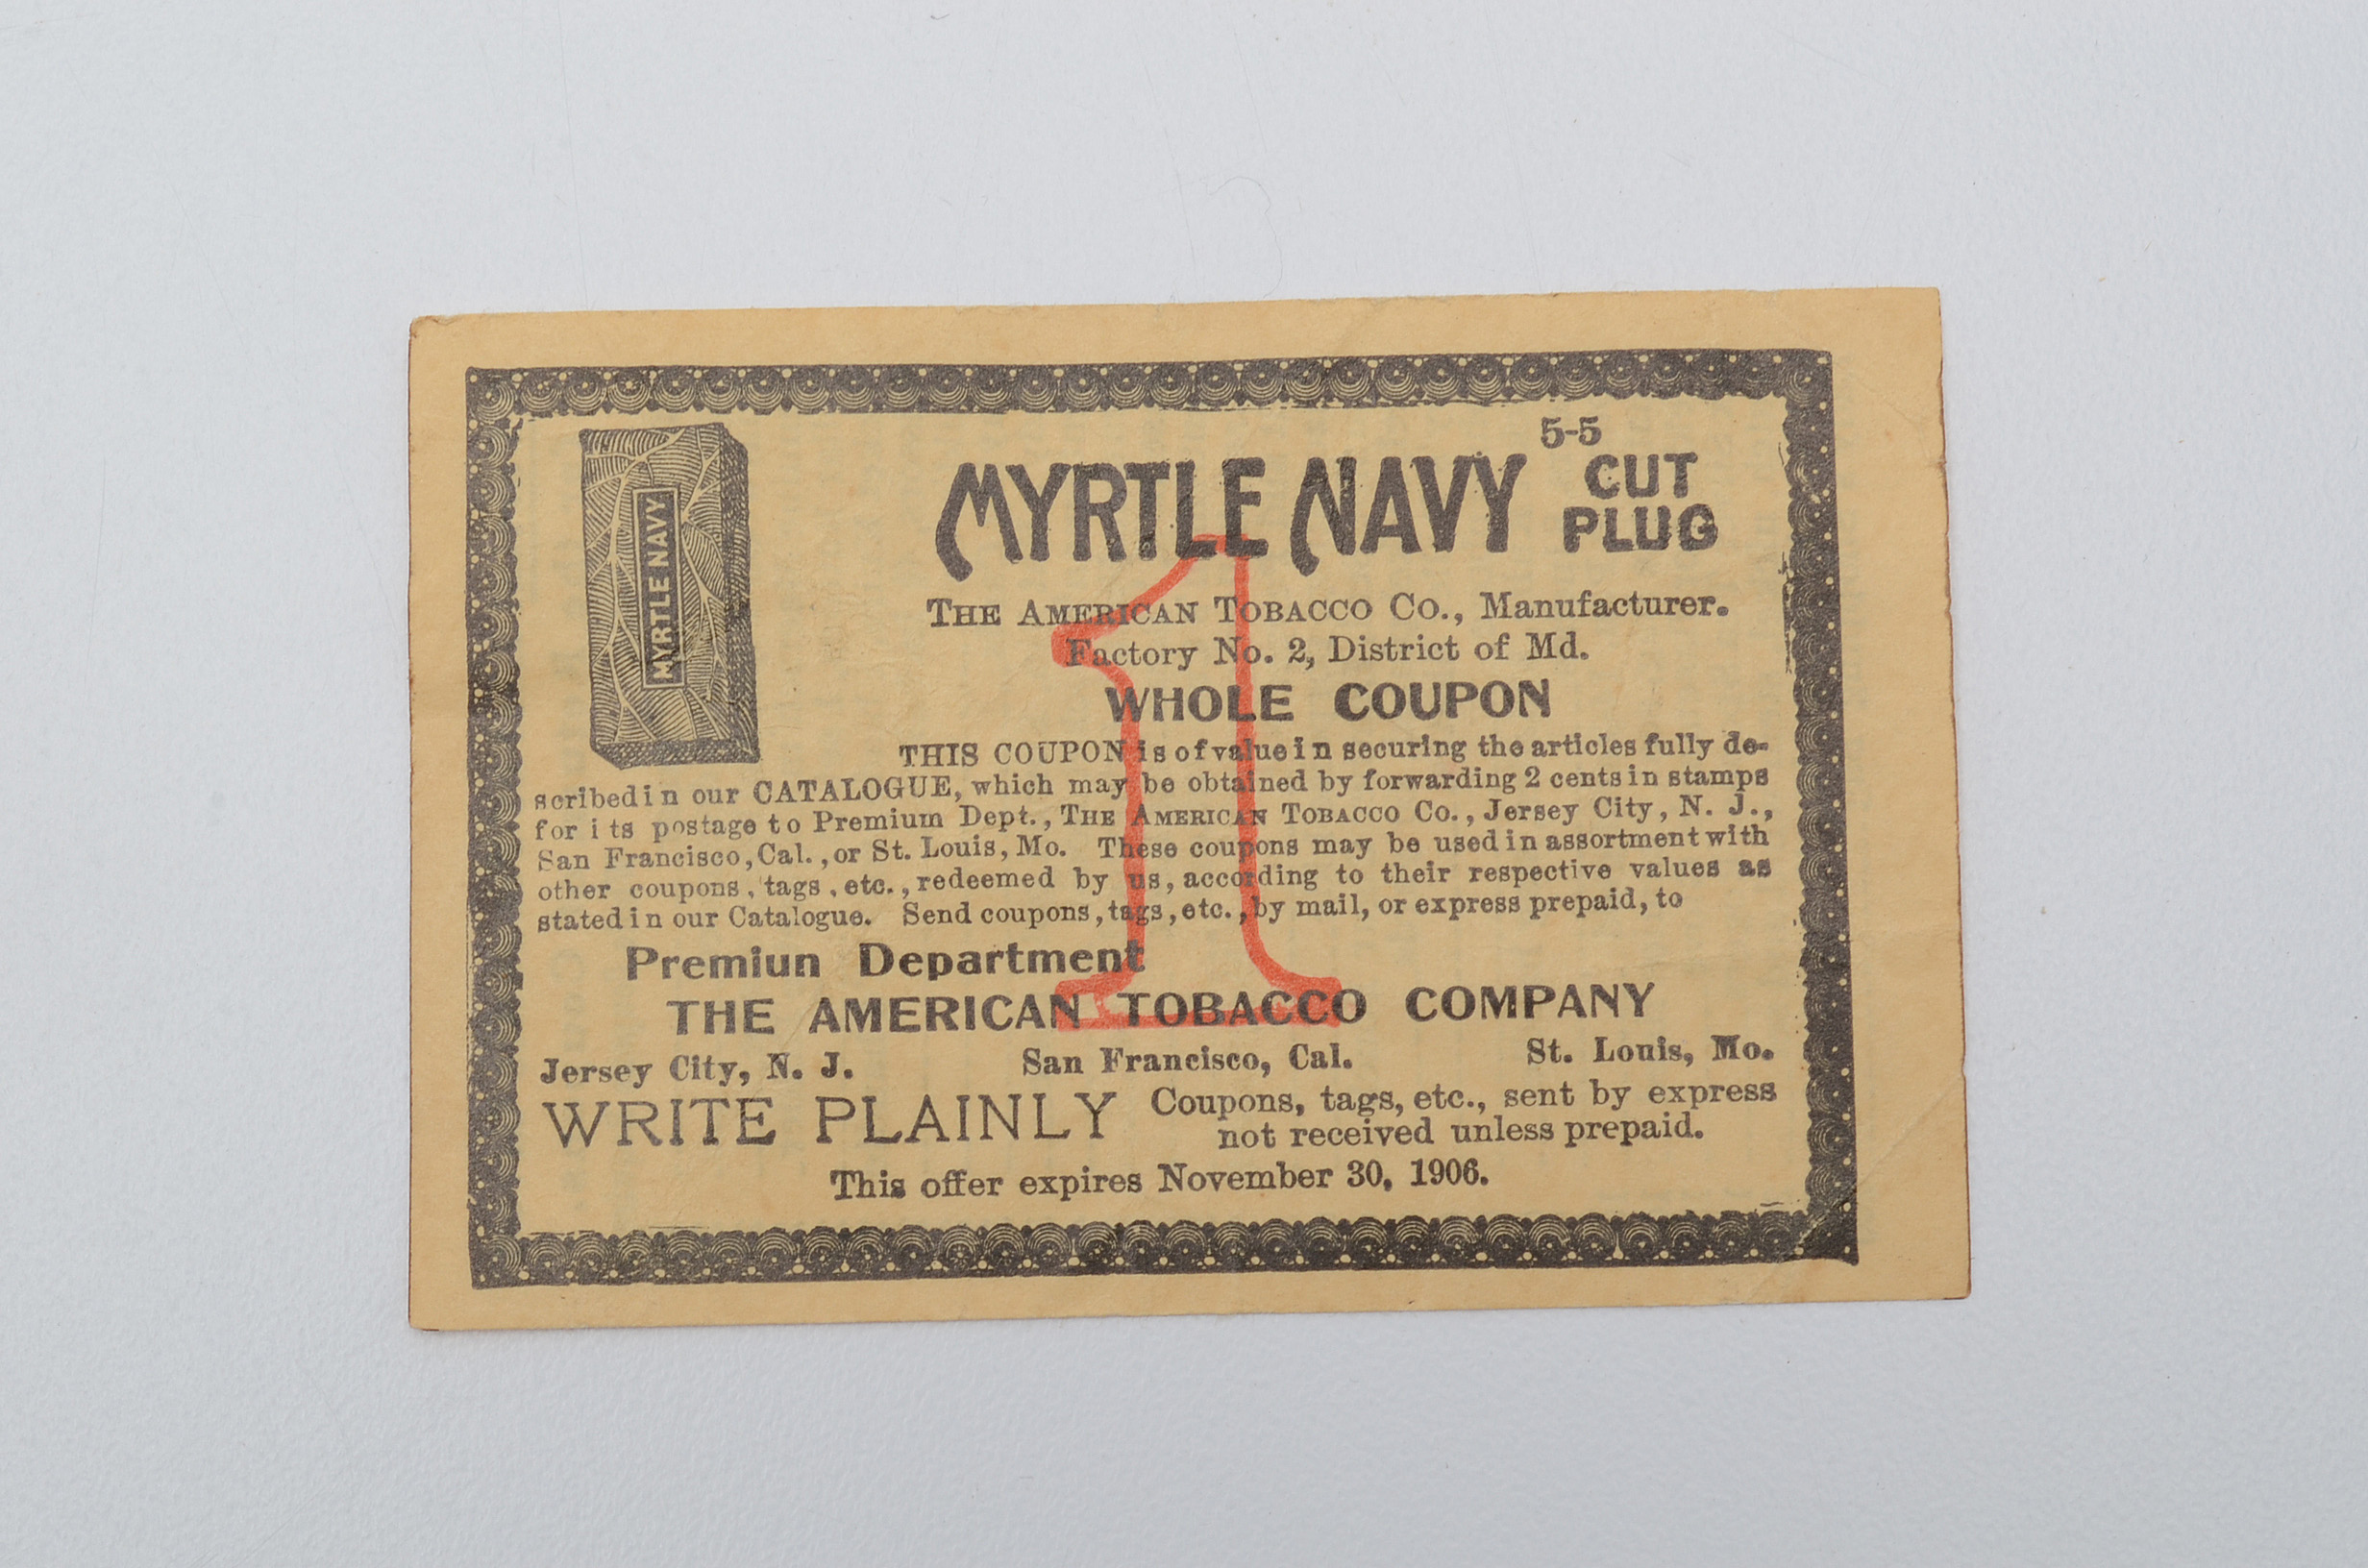 5-5
MYRTLE NAVY CUT
PLUG
MYRTLE NAVY
THE AMERICAN TOBACCO CO., Manufacturer.
Factory No. 2, District of Md.
WHOLE COUPON
1
THIS COUPON is of value in securing the articles fully de-
scribed in our CATALOGUE, which may be obtained by forwarding 2 cents in stamps
for its postage to Premium Dept., THE AMERICAN TOBACCO CO., Jersey City, N. J.,
San Francisco, Cal., or St. Louis, Mo. These coupons may be used in assortment with
other coupons, tags, etc., redeemed by us, according to their respective values as
stated in our Catalogue. Send coupons, tags, etc., by mail, or express prepaid, to
Premiun Department
THE AMERICAN TOBACCO COMPANY
Jersey City, N. J. San Francisco, Cal. St. Louis, Mo.
WRITE PLAINLY Coupons, tags, etc., sent by express
not received unless prepaid.
This offer expires November 30, 1906.